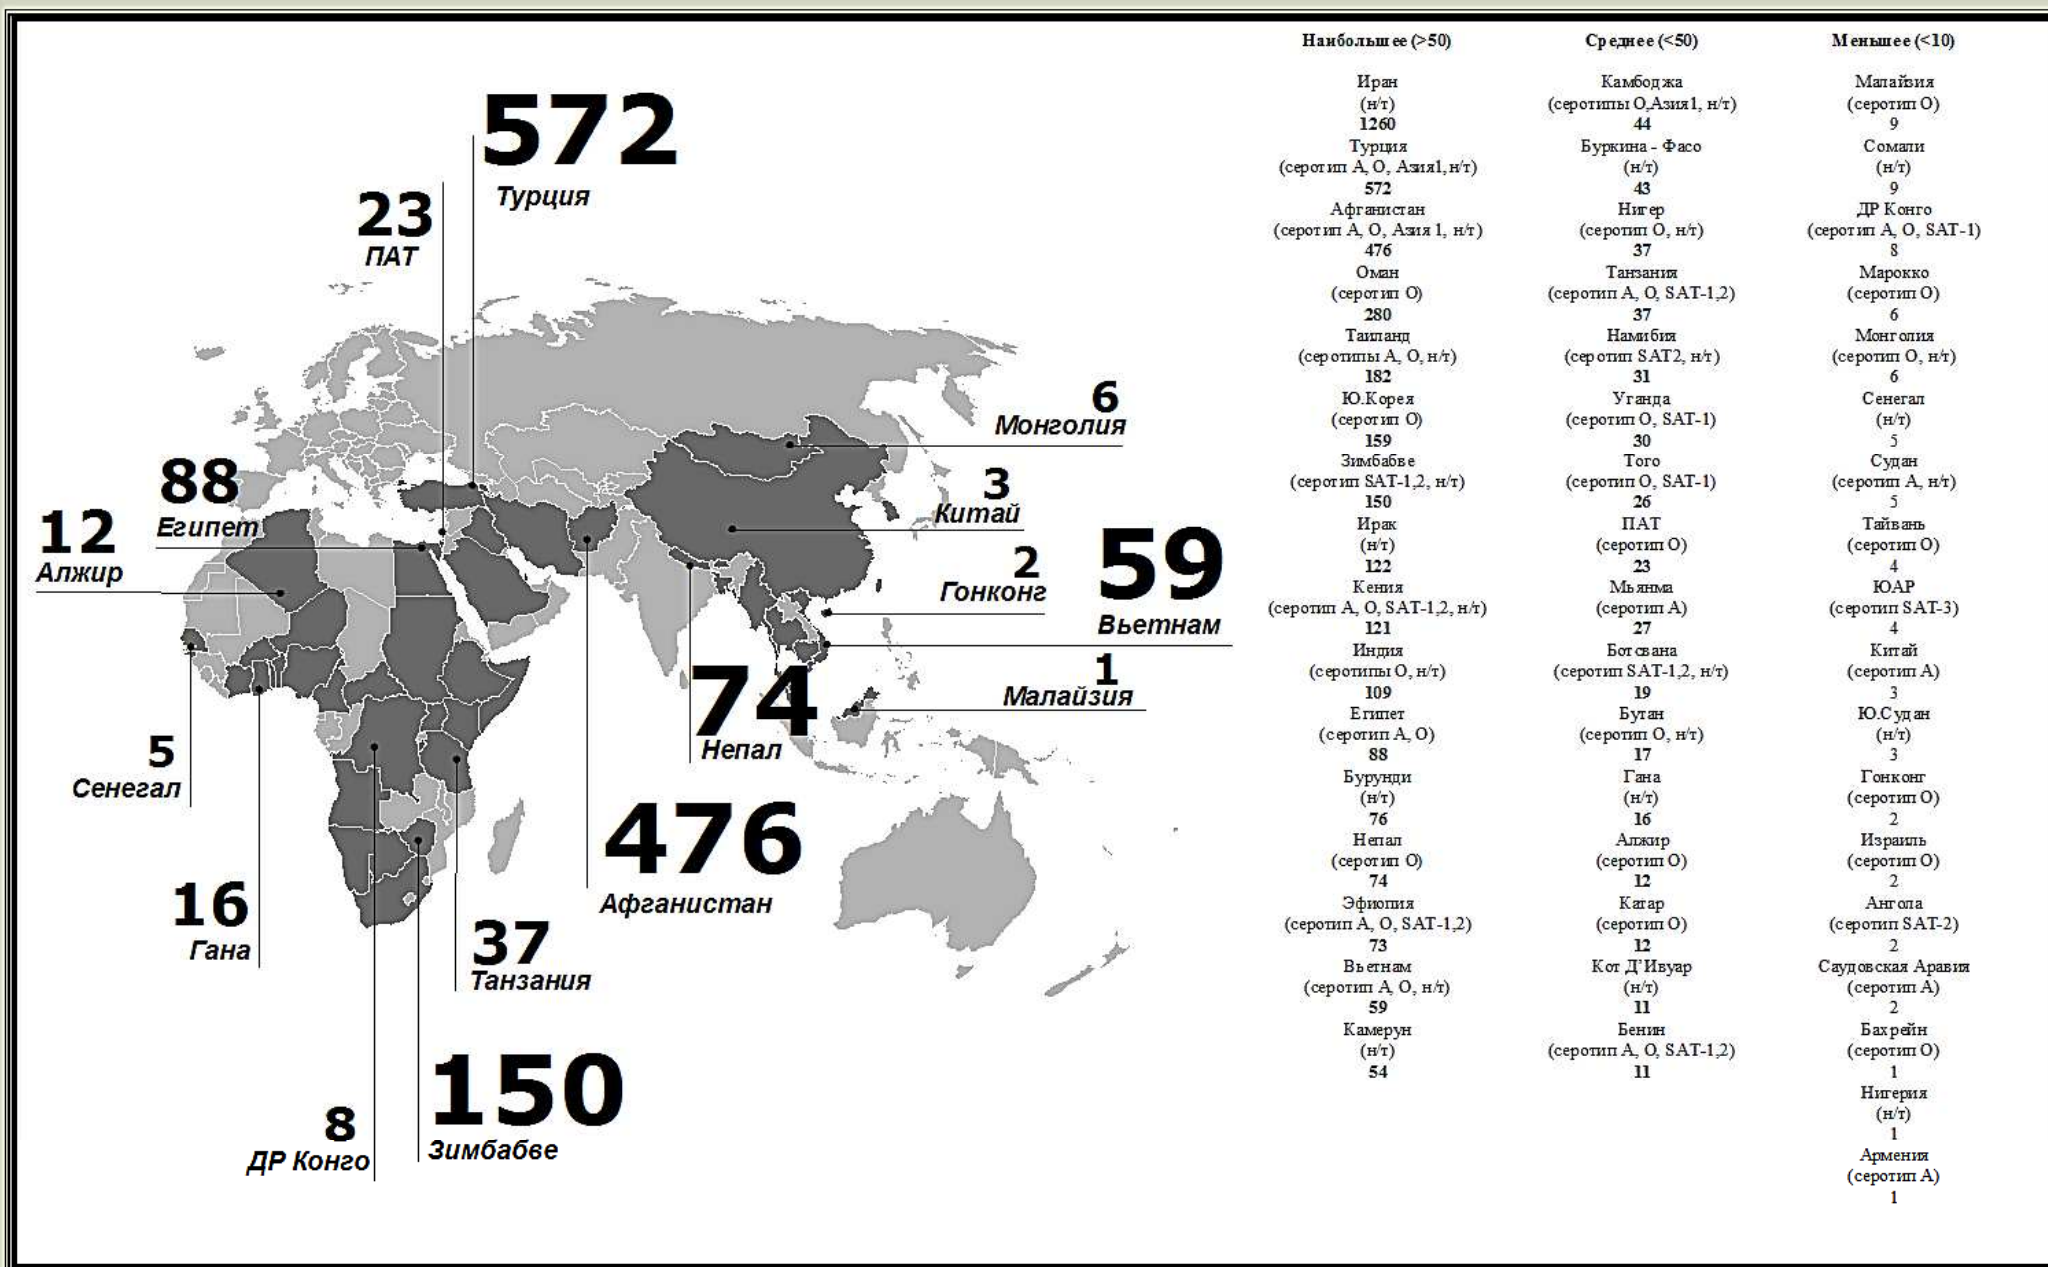 572
Турция
23
ПАТ
6
Монголия
88
Египет
3
Китай
12
Алжир
2
Гонконг
59
Вьетнам
1
Малайзия
74
Непал
5
Сенегал
476
Афганистан
16
Гана
37
Танзания
150
Зимбабве
8
ДР Конго
Наибольшее (>50)
Иран
(н/т)
1260
Турция
(серотип А, О, Азия1, н/т)
572
Афганистан
(серотип А, О, Азия 1, н/т)
476
Оман
(серотип О)
280
Таиланд
(серотипы А, О, н/т)
182
Ю.Корея
(серотип О)
159
Зимбабве
(серотип SAT-1,2, н/т)
150
Ирак
(н/т)
122
Кения
(серотип А, О, SAT-1,2, н/т)
121
Индия
(серотипы О, н/т)
109
Египет
(серотип А, О)
88
Бурунди
(н/т)
76
Непал
(серотип О)
74
Эфиопия
(серотип А, О, SAT-1,2)
73
Вьетнам
(серотип А, О, н/т)
59
Камерун
(н/т)
54
Среднее (<50)
Камбоджа
(серотипы О,Азия1, н/т)
44
Буркина - Фасо
(н/т)
43
Нигер
(серотип О, н/т)
37
Танзания
(серотип А, О, SAT-1,2)
37
Намибия
(серотип SAT2, н/т)
31
Уганда
(серотип О, SAT-1)
30
Того
(серотип О, SAT-1)
26
ПАТ
(серотип О)
23
Мьянма
(серотип А)
27
Ботсвана
(серотип SAT-1,2, н/т)
19
Бутан
(серотип О, н/т)
17
Гана
(н/т)
16
Алжир
(серотип О)
12
Катар
(серотип О)
12
Кот Д’Ивуар
(н/т)
11
Бенин
(серотип А, О, SAT-1,2)
11
Меньшее (<10)
Малайзия
(серотип О)
9
Сомали
(н/т)
9
ДР Конго
(серотип А, О, SAT-1)
8
Марокко
(серотип О)
6
Монголия
(серотип О, н/т)
6
Сенегал
(н/т)
5
Судан
(серотип А, н/т)
5
Тайвань
(серотип О)
4
ЮАР
(серотип SAT-3)
4
Китай
(серотип А)
3
Ю.Судан
(н/т)
3
Гонконг
(серотип О)
2
Израиль
(серотип О)
2
Ангола
(серотип SAT-2)
2
Саудовская Аравия
(серотип А)
2
Бахрейн
(серотип О)
1
Нигерия
(н/т)
1
Армения
(серотип А)
1